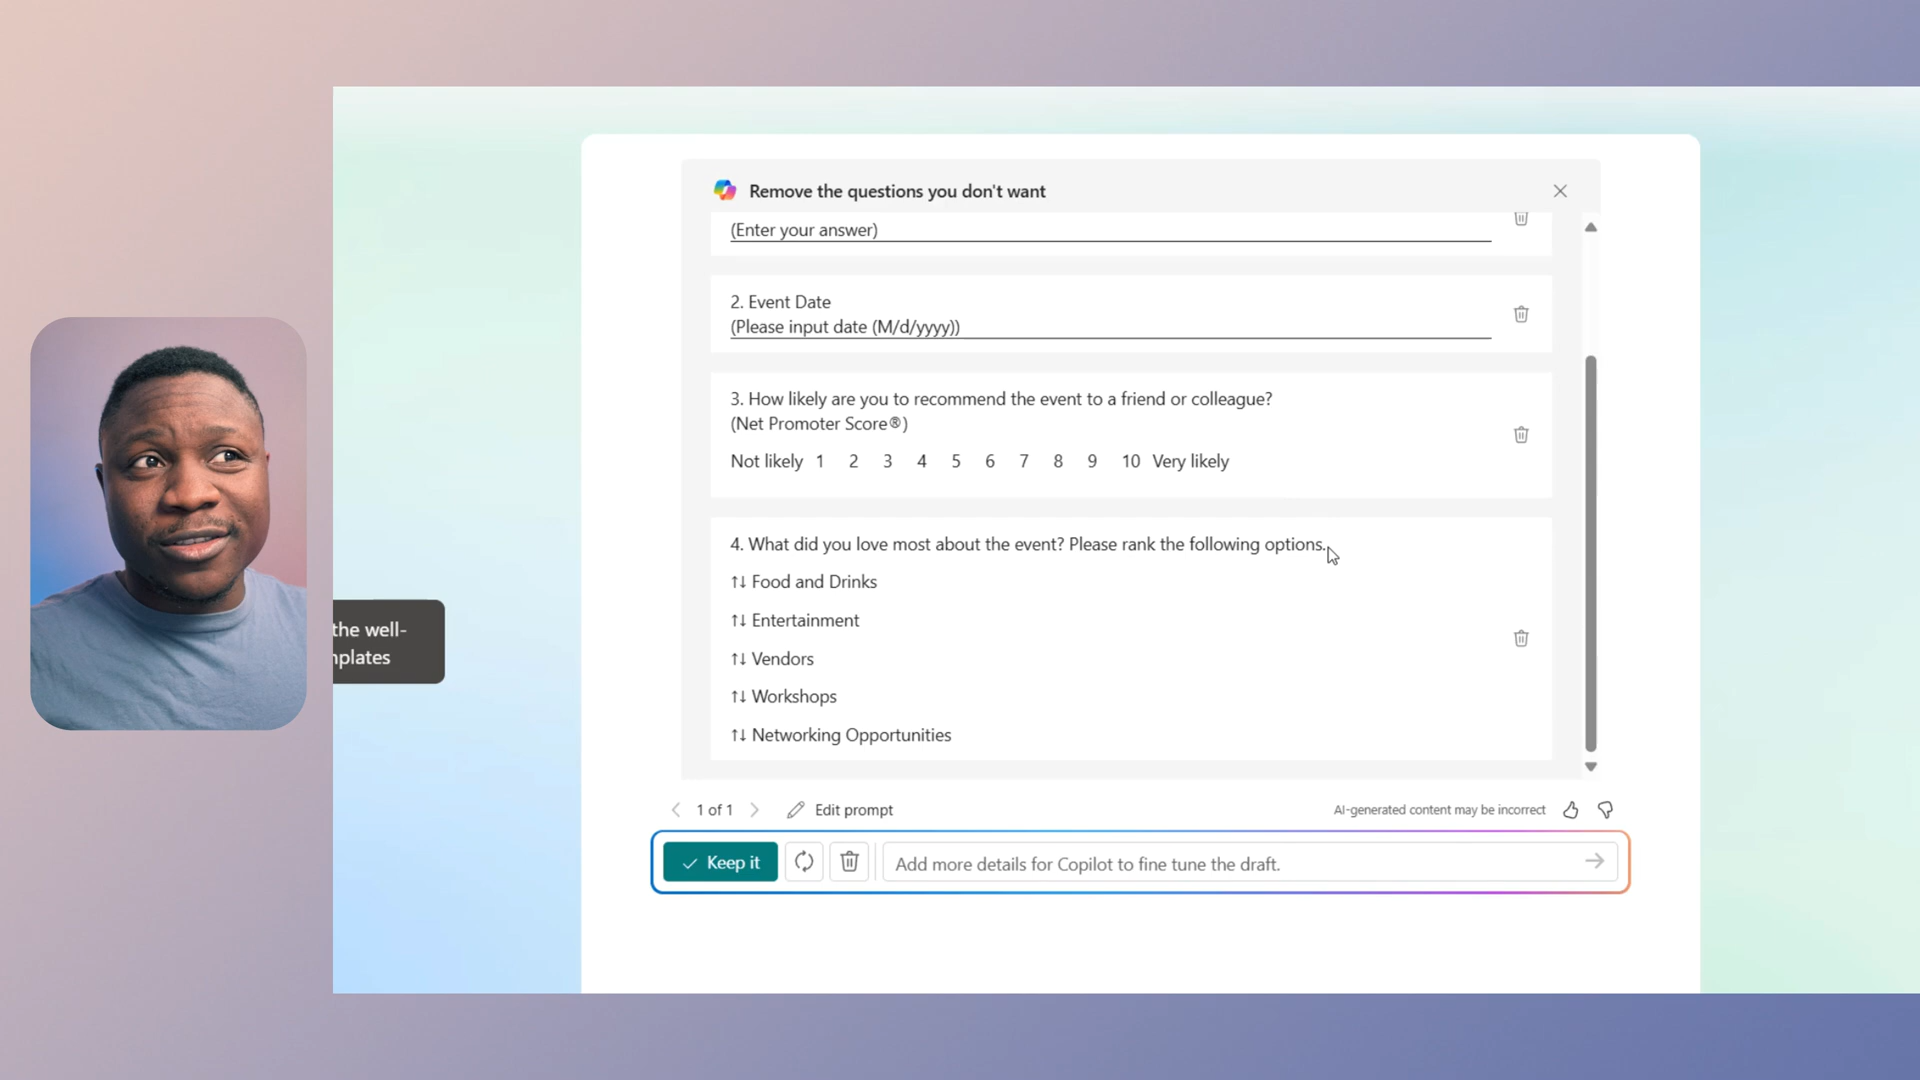 Remove the questions you don't want
(Enter your answer)
2. Event Date
(Please input date (M/d/yyyy))
3. How likely are you to recommend the event to a friend or colleague?
(Net Promoter Score®)
Not likely 1 2 3 4 5 6 7 8 9 10 Very likely
4. What did you love most about the event? Please rank the following options.
↑↓ Food and Drinks
↑↓ Entertainment
↑↓ Vendors
↑↓ Workshops
↑↓ Networking Opportunities
the well-
nplates
1 of 1
Edit prompt
AI-generated content may be incorrect
Keep it
Add more details for Copilot to fine tune the draft.